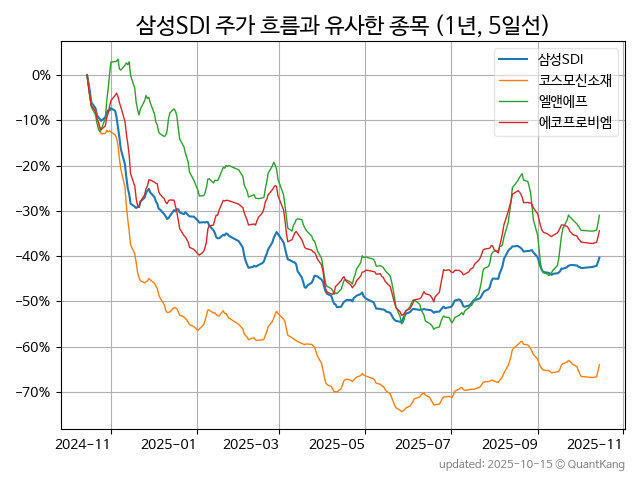 삼성SDI 주가 흐름과 유사한 종목 (1년, 5일선)
삼성SDI
코스모신소재
엘앤에프
에코프로비엠
0%
−10%
−20%
−30%
−40%
−50%
−60%
−70%
2024-11
2025-01
2025-03
2025-05
2025-07
2025-09
2025-11
updated: 2025-10-15 ⓒ QuantKang